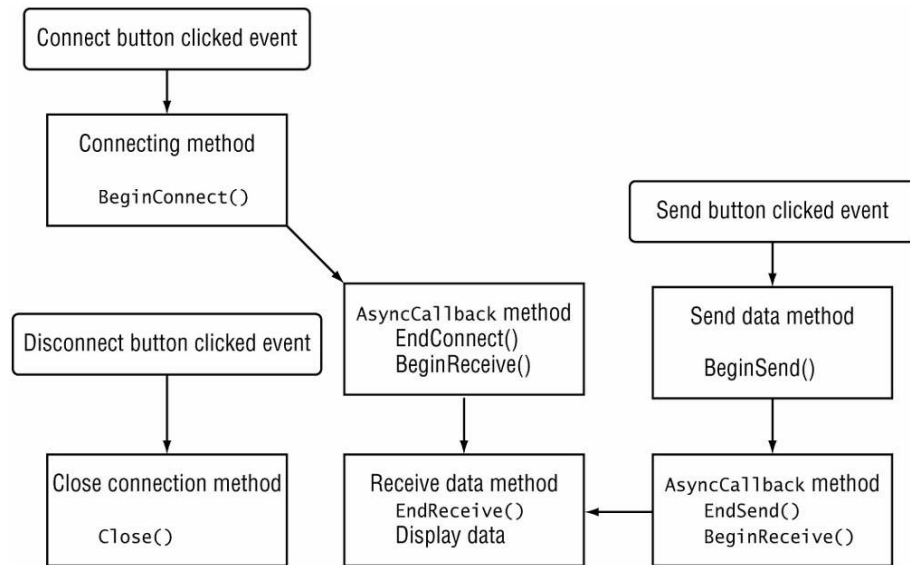 Connect button clicked event
Connecting method
BeginConnect()
Send button clicked event
AsyncCallback method
EndConnect()
BeginReceive()
Send data method
BeginSend()
Disconnect button clicked event
Close connection method
Close()
Receive data method
EndReceive()
Display data
AsyncCallback method
EndSend()
BeginReceive()